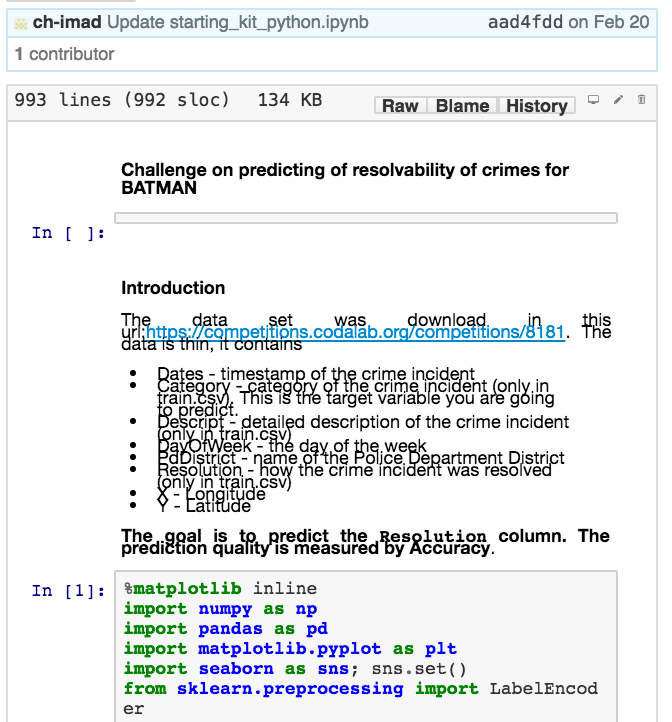 ch-imad Update starting_kit_python.ipynb aad4fdd on Feb 20
1 contributor
993 lines (992 sloc) 134 KB Raw Blame History
Challenge on predicting of resolvability of crimes for
BATMAN
In [ ]:
Introduction
The data set was download in this
url:https://competitions.codalab.org/competitions/8181. The
data is thin, it contains
• Dates - timestamp of the crime incident
• Category - category of the crime incident (only in
train.csv). This is the target variable you are going
to predict.
• Descript - detailed description of the crime incident
(only in train.csv)
• DayOfWeek - the day of the week
• PdDistrict - name of the Police Department District
• Resolution - how the crime incident was resolved
(only in train.csv)
• X - Longitude
• Y - Latitude
The goal is to predict the Resolution column. The
prediction quality is measured by Accuracy.
In [1]: %matplotlib inline
import numpy as np
import pandas as pd
import matplotlib.pyplot as plt
import seaborn as sns; sns.set()
from sklearn.preprocessing import LabelEncod
er